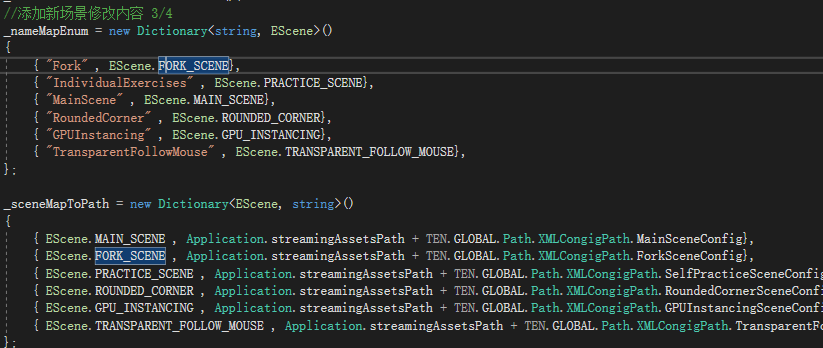 //添加新场景修改内容 3/4
_nameMapEnum = new Dictionary<string, EScene>()
{
{ "Fork" , EScene.FORK_SCENE},
{ "IndividualExercises" , EScene.PRACTICE_SCENE},
{ "MainScene" , EScene.MAIN_SCENE},
{ "RoundedCorner" , EScene.ROUNDED_CORNER},
{ "GPUInstancing" , EScene.GPU_INSTANCING},
{ "TransparentFollowMouse" , EScene.TRANSPARENT_FOLLOW_MOUSE},
};
_sceneMapToPath = new Dictionary<EScene, string>()
{
{ EScene.MAIN_SCENE , Application.streamingAssetsPath + TEN.GLOBAL.Path.XMLCongigPath.MainSceneConfig},
{ EScene.FORK_SCENE , Application.streamingAssetsPath + TEN.GLOBAL.Path.XMLCongigPath.ForkSceneConfig},
{ EScene.PRACTICE_SCENE , Application.streamingAssetsPath + TEN.GLOBAL.Path.XMLCongigPath.SelfPracticeSceneConfig
{ EScene.ROUNDED_CORNER , Application.streamingAssetsPath + TEN.GLOBAL.Path.XMLCongigPath.RoundedCornerSceneConfi
{ EScene.GPU_INSTANCING , Application.streamingAssetsPath + TEN.GLOBAL.Path.XMLCongigPath.GPUInstancingSceneConfi
{ EScene.TRANSPARENT_FOLLOW_MOUSE , Application.streamingAssetsPath + TEN.GLOBAL.Path.XMLCongigPath.TransparentFo
};